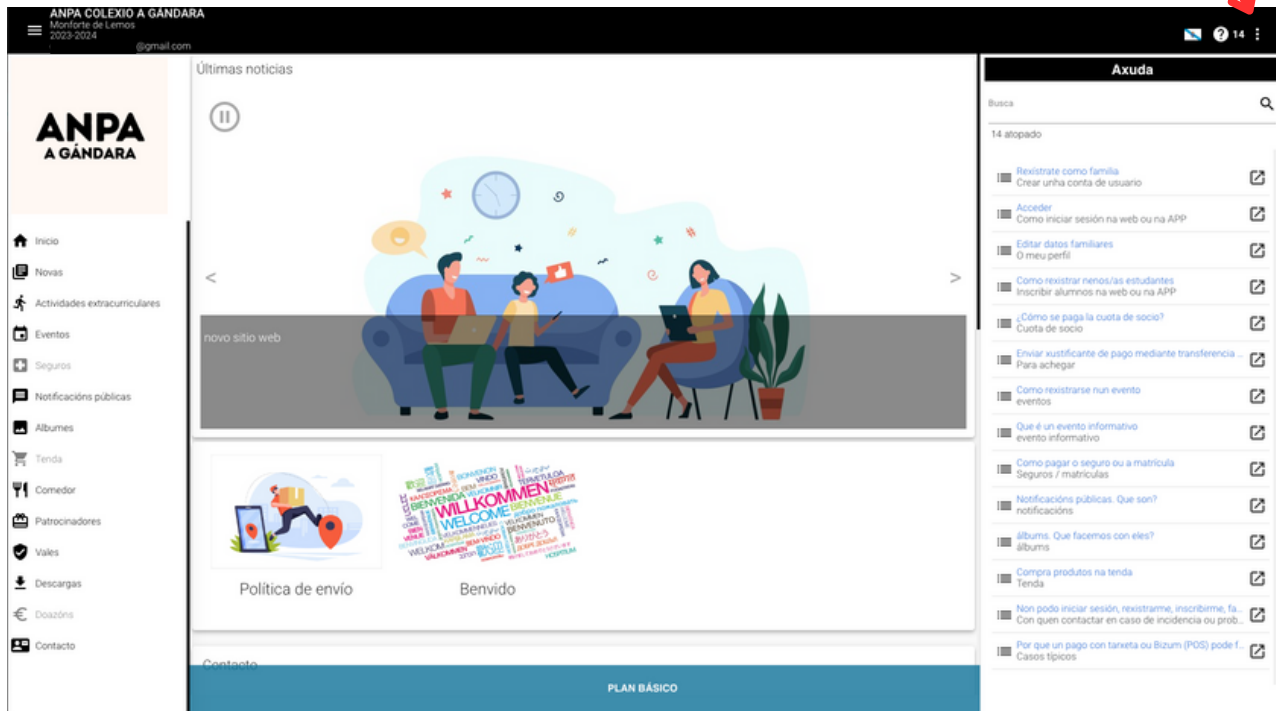 ANPA COLEXIO A GÁNDARA
Monforte de Lemos
2023-2024
@gmail.com
14
ANPA
A GÁNDARA
Inicio
Novas
Actividades extracurriculares
Eventos
Seguros
Notificacións públicas
Albumes
Tenda
Comedor
Patrocinadores
Vales
Descargas
Doazóns
Contacto
Últimas noticias
<
>
novo sitio web
WILLKOMMEN
WELCOME
BIENVENUE
BIENVENIDA
BENVENUTO
Política de envío
Benvido
Contacto
PLAN BÁSICO
Axuda
Busca
14 atopado
Rexístrate como familia
Crear unha conta de usuario
Acceder
Como iniciar sesión na web ou na APP
Editar datos familiares
O meu perfil
Como rexistrar nenos/as estudantes
Inscribir alumnos na web ou na APP
¿Cómo se paga la cuota de socio?
Cuota de socio
Enviar xustificante de pago mediante transferencia ...
Para achegar
Como rexistrarse nun evento
eventos
Que é un evento informativo
evento informativo
Como pagar o seguro ou a matrícula
Seguros / matrículas
Notificacións públicas. Que son?
notificacións
álbums. Que facemos con eles?
álbums
Compra produtos na tenda
Tenda
Non podo iniciar sesión, rexistrarme, inscribirme, fa...
Con quen contactar en caso de incidencia ou prob...
Por que un pago con tarxeta ou Bizum (POS) pode f...
Casos típicos